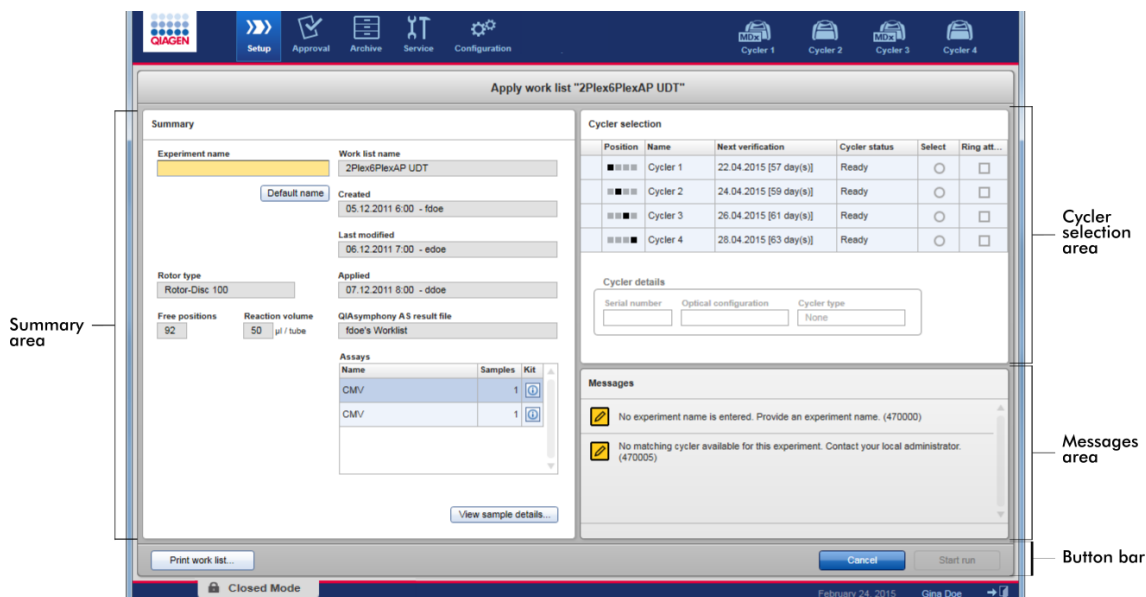 QIAGEN
Setup
Approval
Archive
Service
Configuration
MDx
Cycler 1
Cycler 2
MDx
Cycler 3
Cycler 4
Apply work list "2Plex6PlexAP UDT"
Summary
Experiment name
Default name
Rotor type
Rotor-Disc 100
Free positions
92
Reaction volume
50 µl / tube
Work list name
2Plex6PlexAP UDT
Created
05.12.2011 6:00 - fdoe
Last modified
06.12.2011 7:00 - edoe
Applied
07.12.2011 8:00 - ddoe
QIAsymphony AS result file
fdoe's Worklist
Assays
Name Samples Kit
CMV 1
CMV 1
View sample details...
Cycler selection
Position Name Next verification Cycler status Select Ring att...
Cycler 1 22.04.2015 [57 day(s)] Ready
Cycler 2 24.04.2015 [59 day(s)] Ready
Cycler 3 26.04.2015 [61 day(s)] Ready
Cycler 4 28.04.2015 [63 day(s)] Ready
Cycler details
Serial number Optical configuration Cycler type
None
Messages
No experiment name is entered. Provide an experiment name. (470000)
No matching cycler available for this experiment. Contact your local administrator.
(470005)
Print work list...
Cancel
Start run
Closed Mode
February 24, 2015
Gina Doe
Summary
area
Cycler
selection
area
Messages
area
Button bar